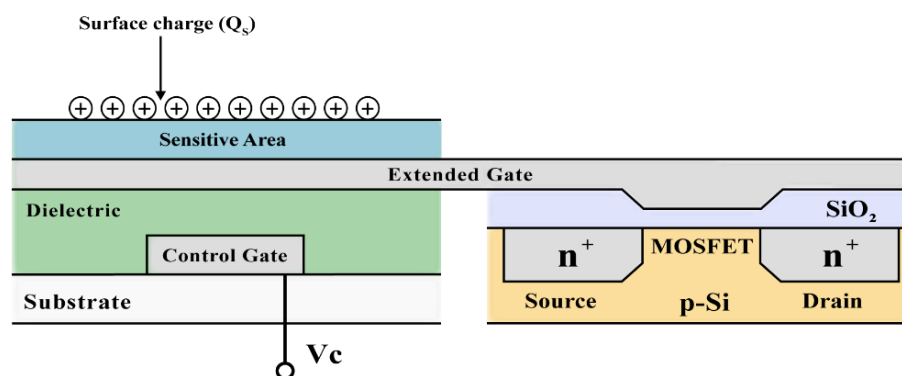 Surface charge (Qs)
+ + + + + + + + + +
Sensitive Area
Extended Gate
Dielectric
SiO2
Control Gate
n+
MOSFET
n+
Substrate
Source
p-Si
Drain
Vc